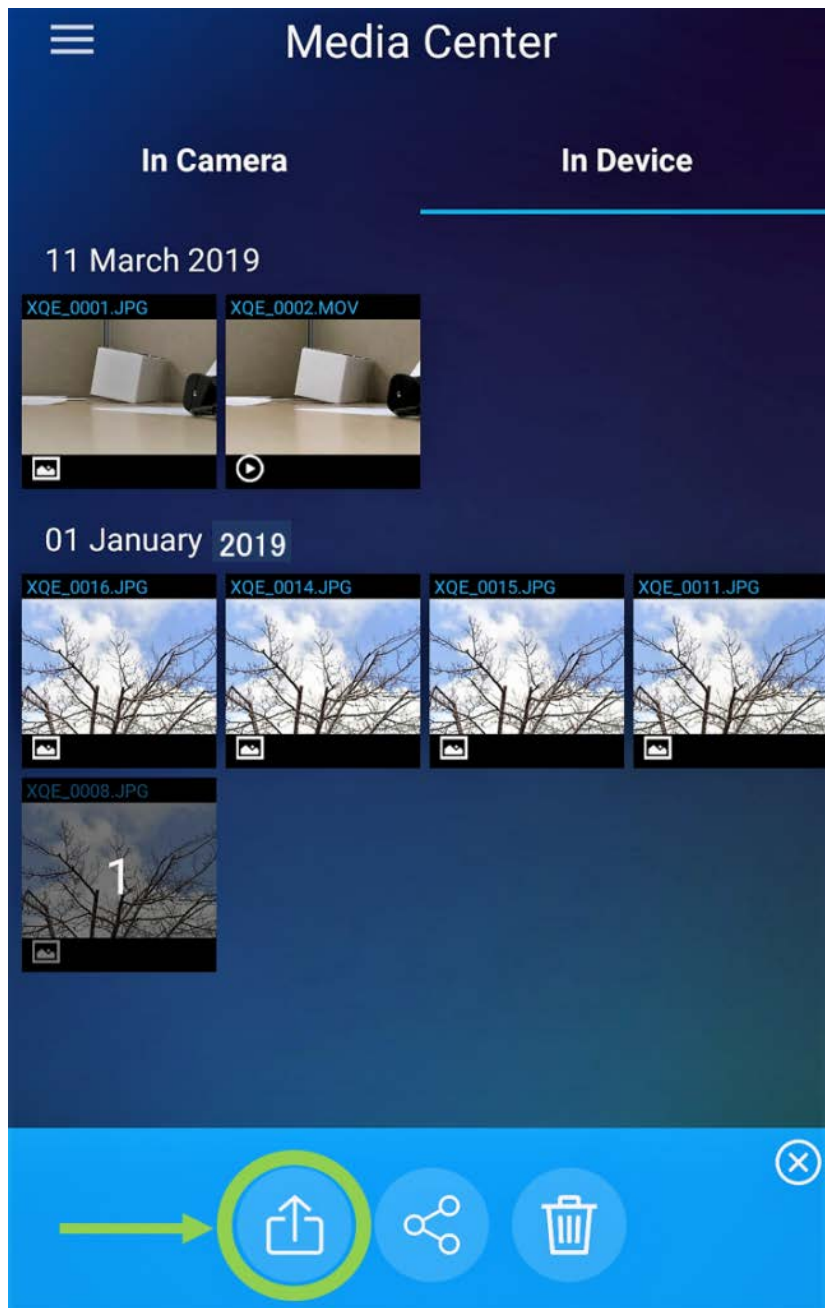 Media Center
In Camera In Device
11 March 2019
XQE_0001.JPG XQE_0002.MOV
01 January 2019
XQE_0016.JPG XQE_0014.JPG XQE_0015.JPG XQE_0011.JPG
XQE_0008.JPG
1